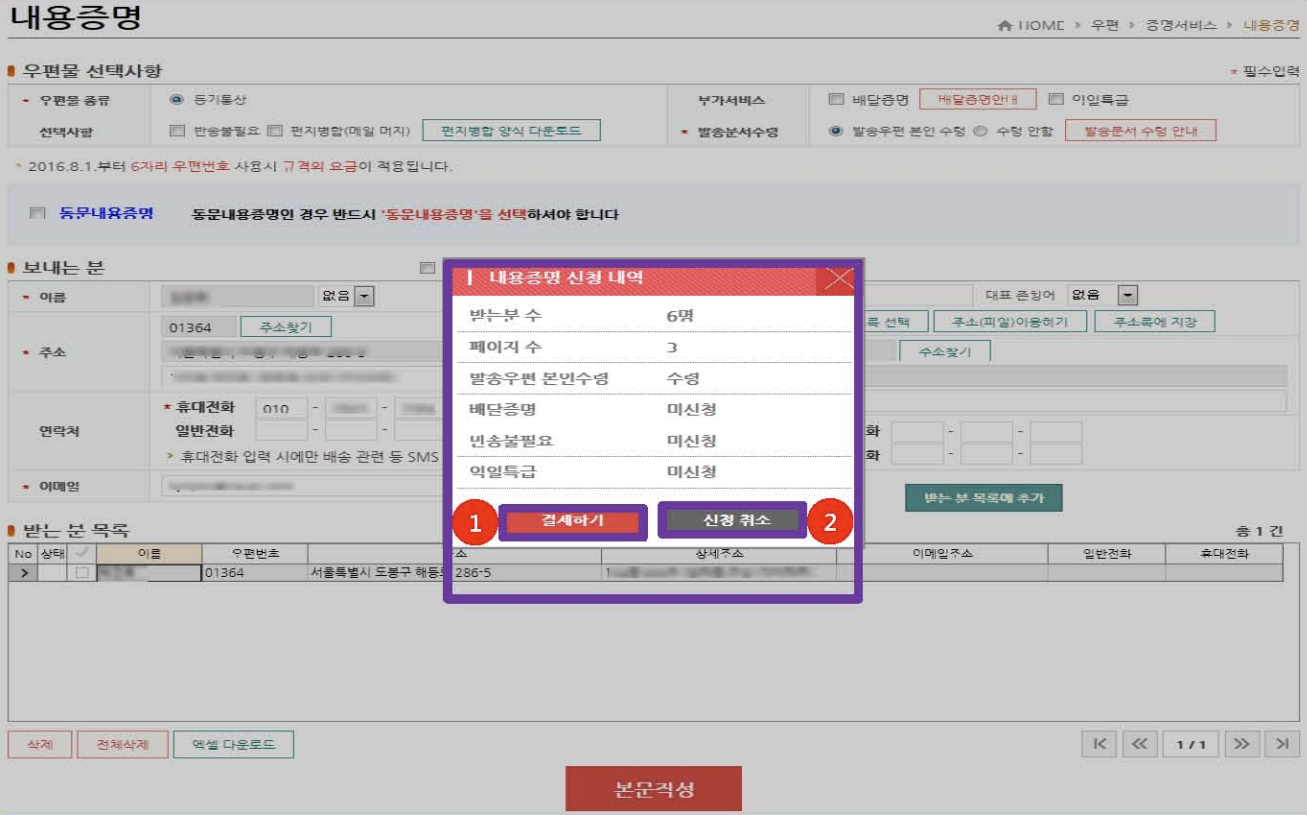 내용증명
HOME > 우편 > 증명서비스 > 내용증명
우편물 선택사항
* 필수입력
* 우편물 종류
등기통상
부가서비스
배달증명
배달증명안내
익일특급
선택사항
반송불필요
편지병합(메일 머지)
편지병합 양식 다운로드
* 발송문서수령
발송우편 본인 수령
수령 안함
발송문서 수령 안내
> 2016.8.1.부터 6자리 우편번호 사용시 규격외 요금이 적용됩니다.
동문내용증명
동문내용증명인 경우 반드시 '동문내용증명'을 선택하셔야 합니다
보내는 분
* 이름
없음
대표 존칭어
없음
* 주소
01364
주소찾기
록 선택
주소(파일)이용하기
주소록에 저장
주소찾기
연락처
* 휴대전화
010
-
-
일반전화
-
-
> 휴대전화 입력 시에만 배송 관련 등 SMS
화
-
-
화
-
-
* 이메일
받는 분 목록에 추가
내용증명 신청 내역
받는분 수
6명
페이지 수
3
발송우편 본인수령
수령
배달증명
미신청
반송불필요
미신청
익일특급
미신청
1
결제하기
신청 취소
2
받는 분 목록
총 1 건
No
상태
이름
우편번호
주소
상세주소
이메일주소
일반전화
휴대전화
>
01364
서울특별시 도봉구 해등로 286-5
삭제
전체삭제
엑셀 다운로드
1 / 1
본문작성